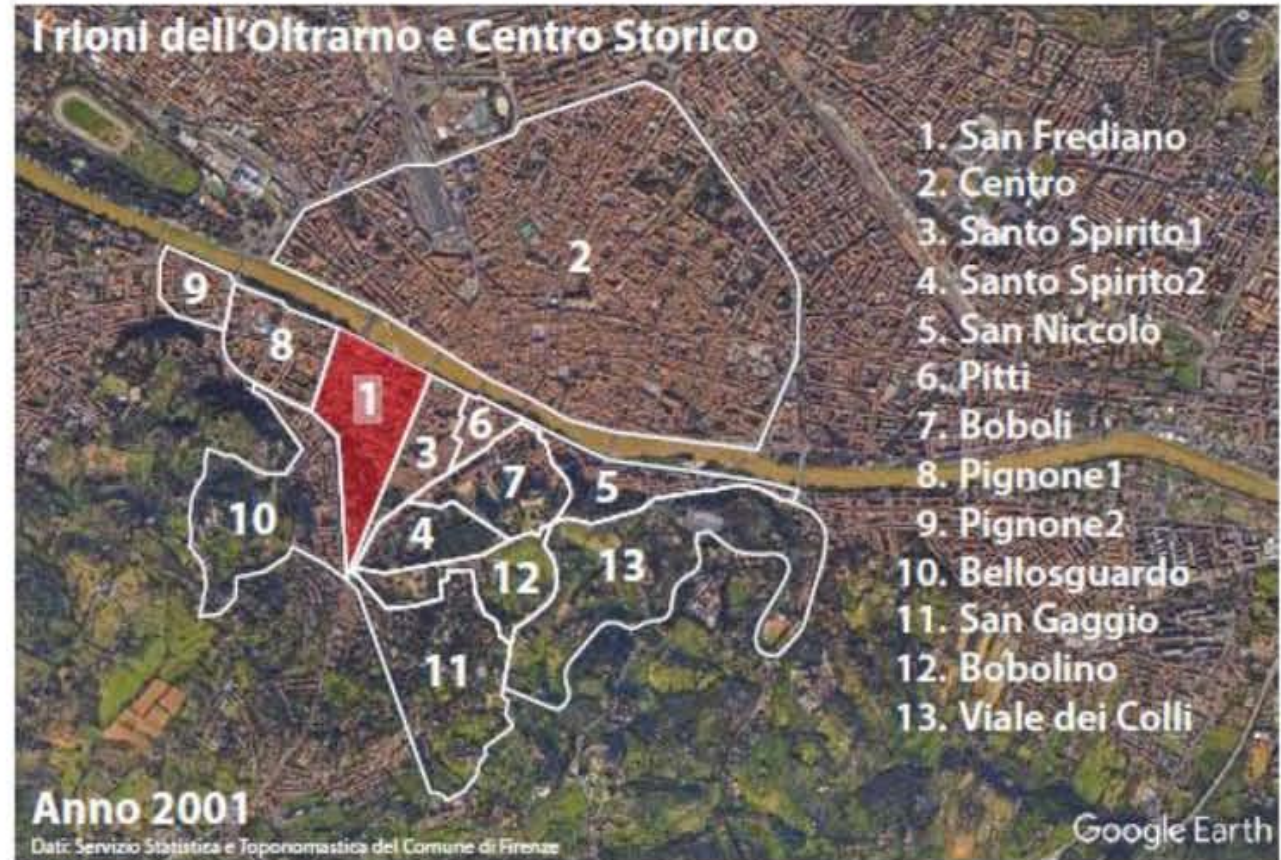 I rioni dell'Oltrarno e Centro Storico
1. San Frediano
2. Centro
3. Santo Spirito1
4. Santo Spirito2
5. San Niccolò
6. Pitti
7. Boboli
8. Pignone1
9. Pignone2
10. Bellosguardo
11. San Gaggio
12. Bobolino
13. Viale dei Colli
2
9
8
1
6
3
7
5
10
4
12
13
11
Anno 2001
Dati: Servizio Statistica e Toponomastica del Comune di Firenze
Google Earth